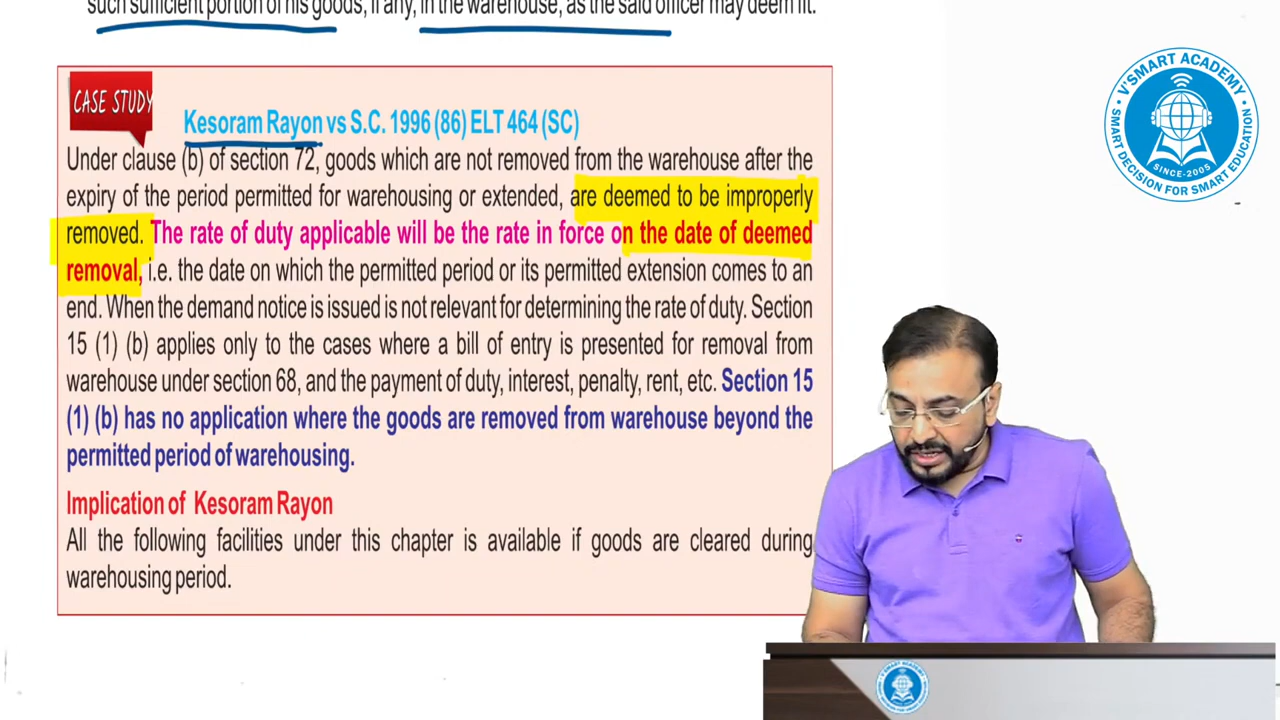 such sufficient portion of his goods, if any, in the warehouse, as the said officer may deem fit.
CASE STUDY
Kesoram Rayon vs S.C. 1996 (86) ELT 464 (SC)
Under clause (b) of section 72, goods which are not removed from the warehouse after the
expiry of the period permitted for warehousing or extended, are deemed to be improperly
removed. The rate of duty applicable will be the rate in force on the date of deemed
removal, i.e. the date on which the permitted period or its permitted extension comes to an
end. When the demand notice is issued is not relevant for determining the rate of duty. Section
15 (1) (b) applies only to the cases where a bill of entry is presented for removal from
warehouse under section 68, and the payment of duty, interest, penalty, rent, etc. Section 15
(1) (b) has no application where the goods are removed from warehouse beyond the
permitted period of warehousing.
Implication of Kesoram Rayon
All the following facilities under this chapter is available if goods are cleared during
warehousing period.
V'SMART ACADEMY
SINCE-2005
SMART DECISION FOR SMART EDUCATION